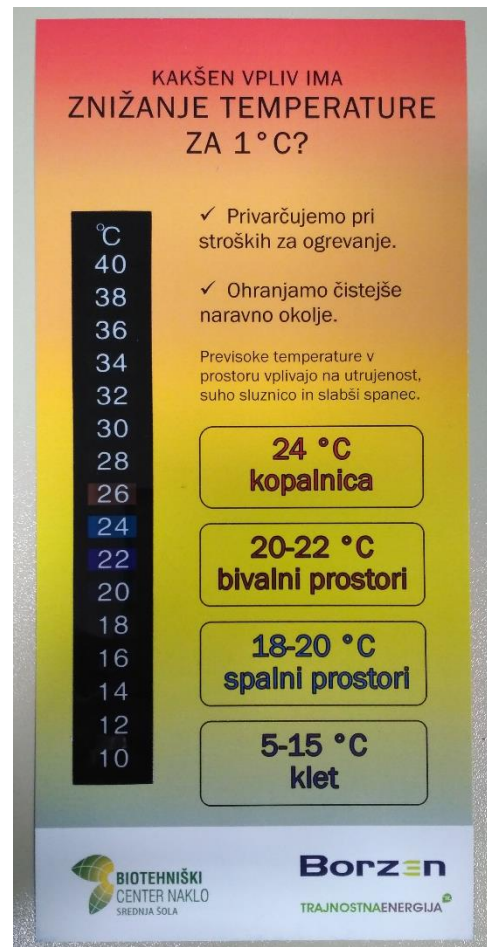 KAKŠEN VPLIV IMA
ZNIŽANJE TEMPERATURE
ZA 1°C?
✓ Privarčujemo pri
stroških za ogrevanje.
✓ Ohranjamo čistejše
naravno okolje.
Previsoke temperature v
prostoru vplivajo na utrujenost,
suho sluznico in slabši spanec.
°C
40
38
36
34
32
30
28
26
24
22
20
18
16
14
12
10
24 °C
kopalnica
20-22 °C
bivalni prostori
18-20 °C
spalni prostori
5-15 °C
klet
BIOTEHNIŠKI
CENTER NAKLO
SREDNJA ŠOLA
Borzen
TRAJNOSTNAENERGIJA